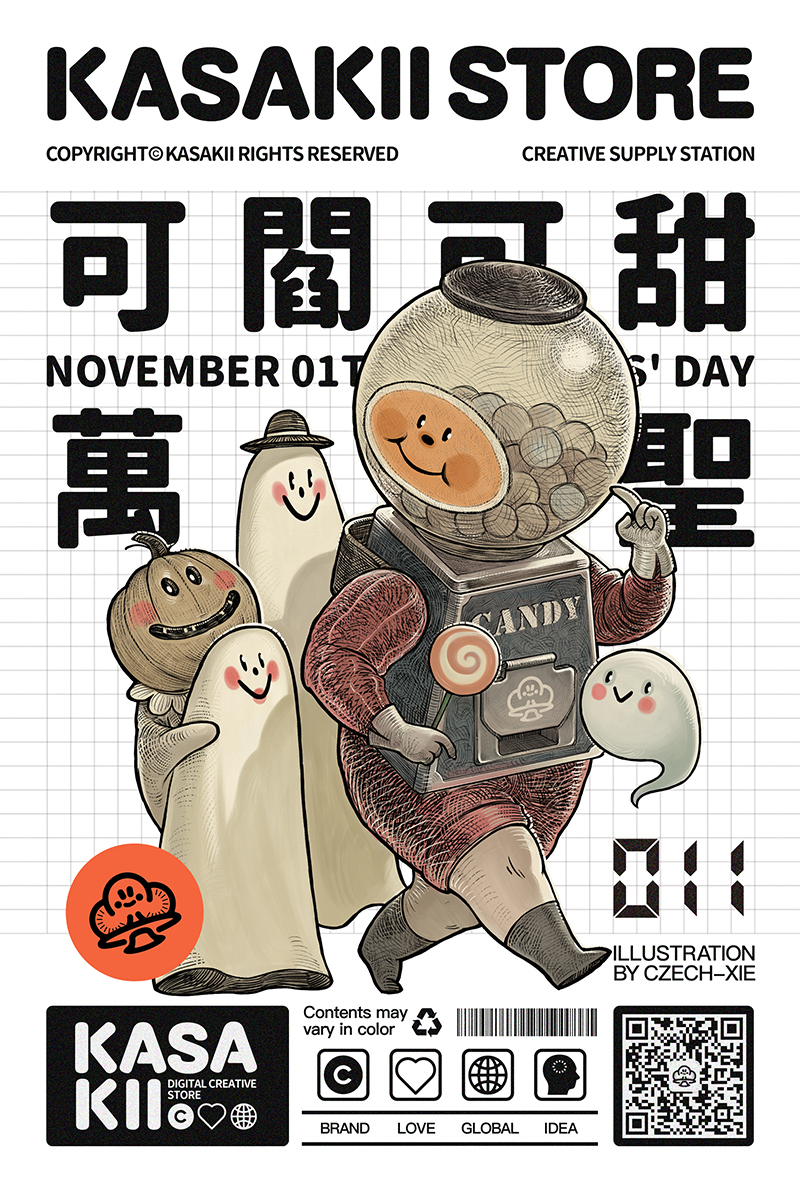 KASAKII STORE
COPYRIGHT©KASAKII RIGHTS RESERVED
CREATIVE SUPPLY STATION
可 閻 可 甜
NOVEMBER 01T S' DAY
萬 聖
CANDY
011
ILLUSTRATION
BY CZECH-XIE
KASA
KII
DIGITAL CREATIVE
STORE
Contents may
vary in color
BRAND LOVE GLOBAL IDEA